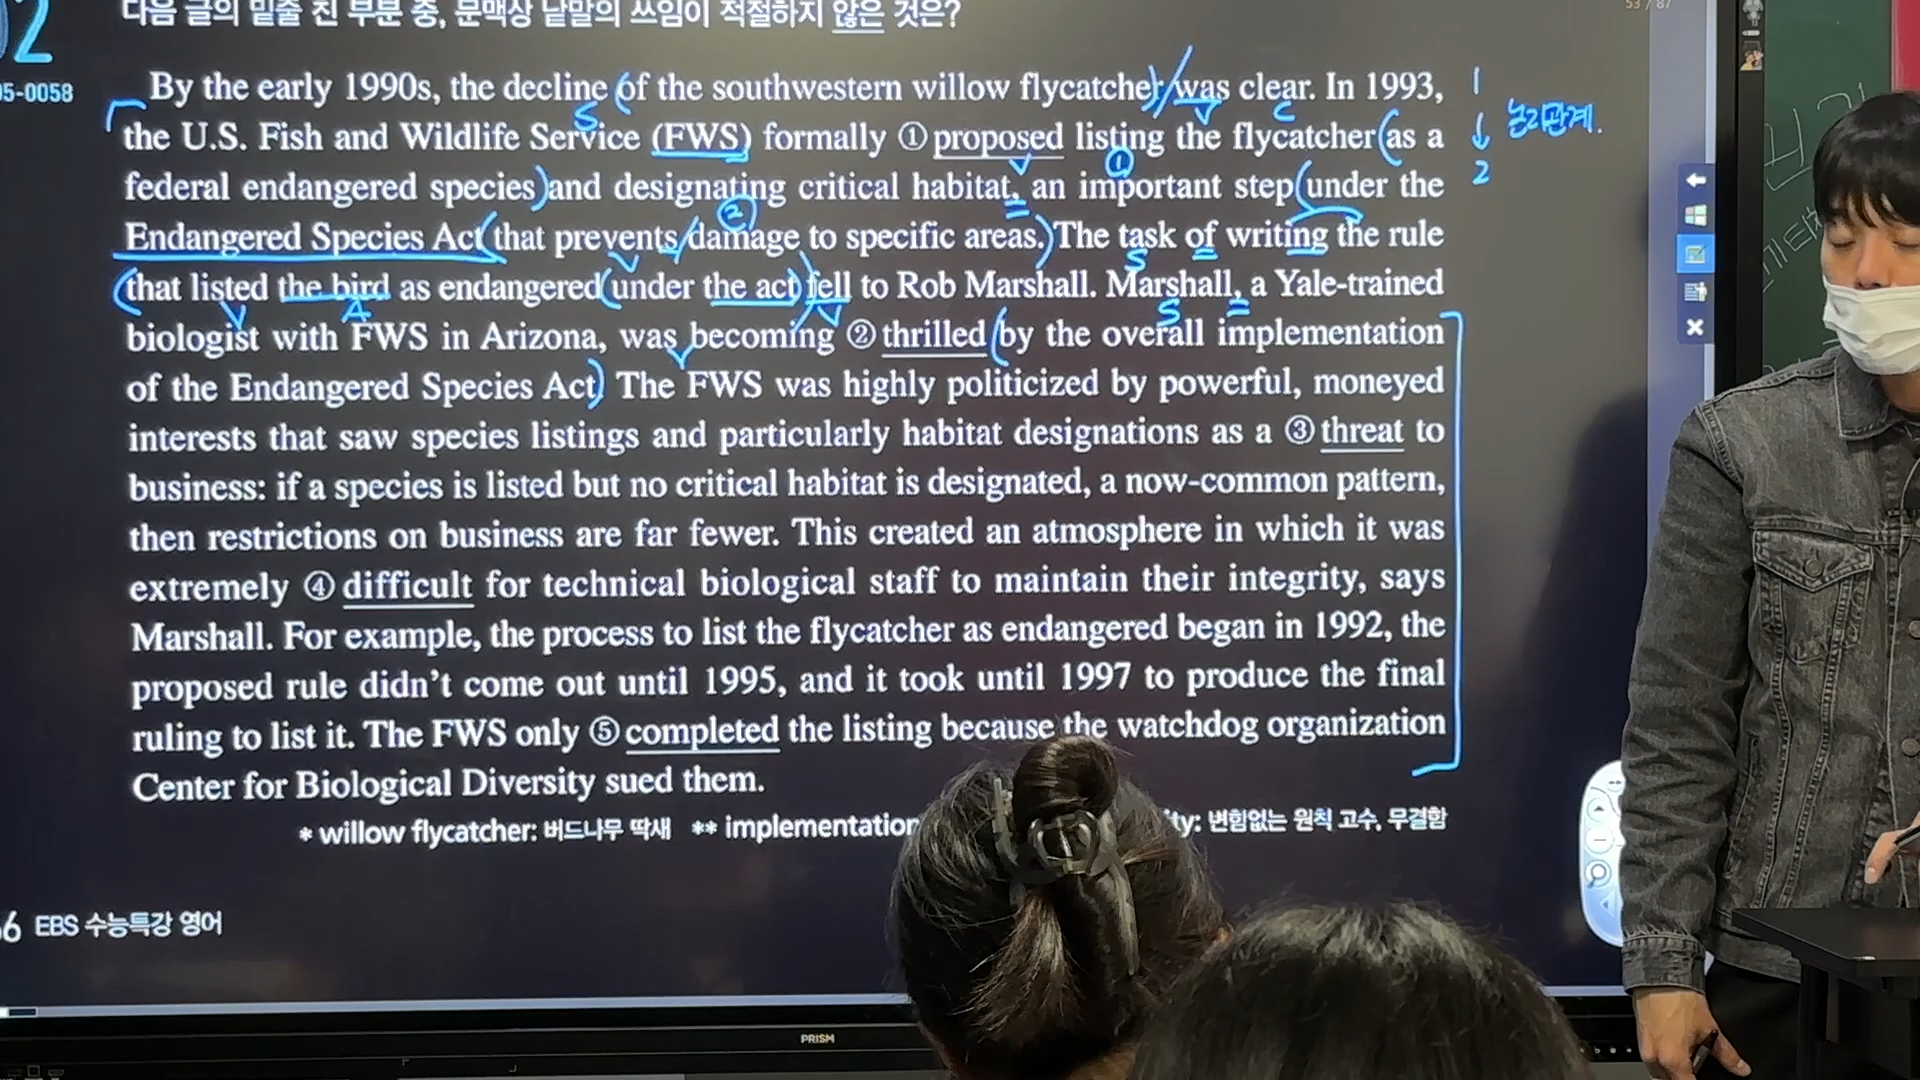 53 / 87
02
다음 글의 밑줄 친 부분 중, 문맥상 낱말의 쓰임이 적절하지 않은 것은?
05-0058
By the early 1990s, the decline (of the southwestern willow flycatcher) / was clear. In 1993,
the U.S. Fish and Wildlife Service (FWS) formally ① proposed listing the flycatcher (as a
federal endangered species) and designating critical habitat, an important step (under the
Endangered Species Act (that prevents / damage to specific areas.) The task of writing the rule
(that listed the bird as endangered (under the act)) fell to Rob Marshall. Marshall, a Yale-trained
biologist with FWS in Arizona, was becoming ② thrilled (by the overall implementation
of the Endangered Species Act) The FWS was highly politicized by powerful, moneyed
interests that saw species listings and particularly habitat designations as a ③ threat to
business: if a species is listed but no critical habitat is designated, a now-common pattern,
then restrictions on business are far fewer. This created an atmosphere in which it was
extremely ④ difficult for technical biological staff to maintain their integrity, says
Marshall. For example, the process to list the flycatcher as endangered began in 1992, the
proposed rule didn't come out until 1995, and it took until 1997 to produce the final
ruling to list it. The FWS only ⑤ completed the listing because the watchdog organization
Center for Biological Diversity sued them.
* willow flycatcher: 버드나무 딱새 ** implementation ty: 변함없는 원칙 고수, 무결함
6 EBS 수능특강 영어
1
↓
2
논리관계.
S
V
C
①
②
S
V
A
V
S
V
PRISM